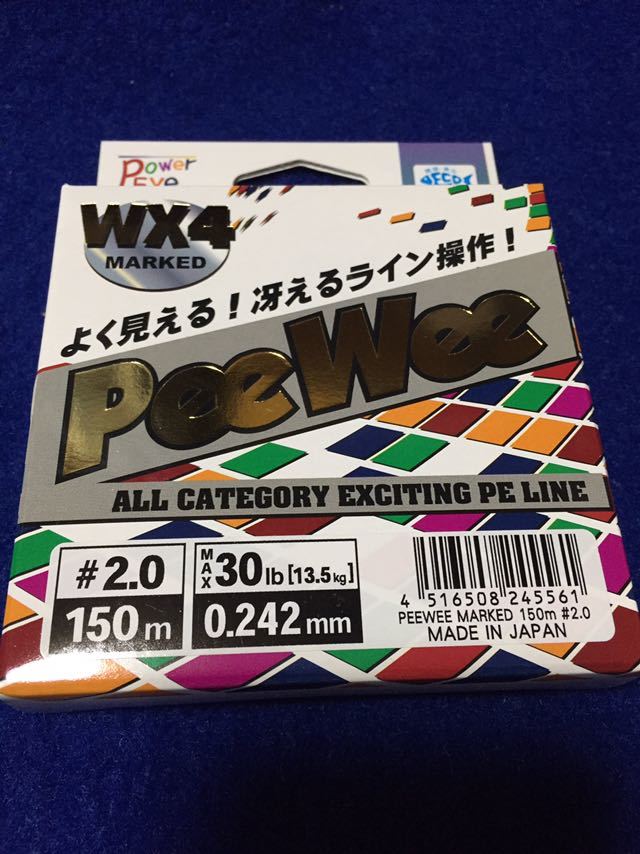 Power
Eye
WX4
MARKED
よく見える!冴えるライン操作!
PeeWee
ALL CATEGORY EXCITING PE LINE
#2.0
150m
MAX 30lb[13.5kg]
0.242mm
4 516508 245561
PEEWEE MARKED 150m #2.0
MADE IN JAPAN